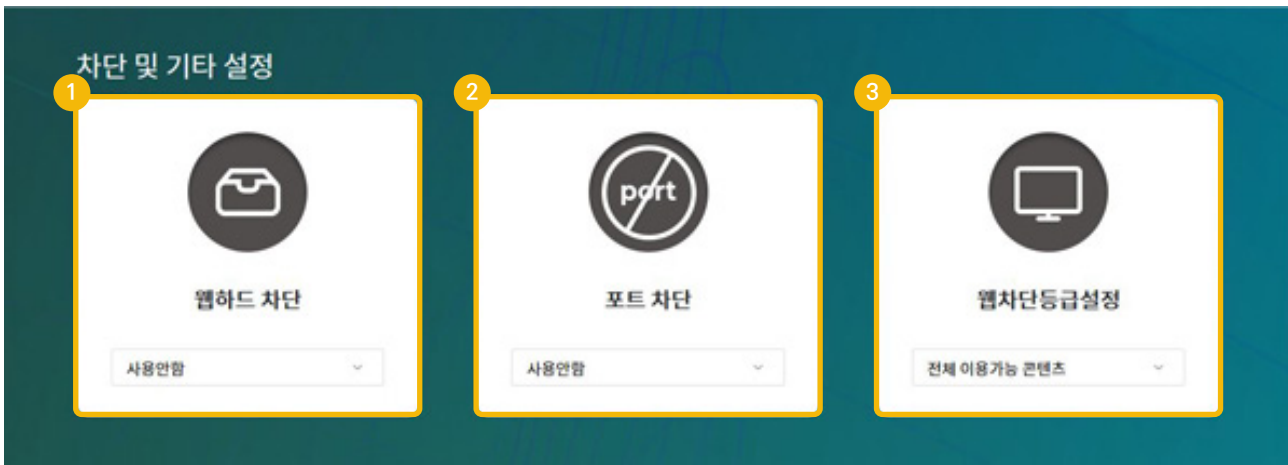 차단 및 기타 설정
1
2
3
port
웹하드 차단
포트 차단
웹차단등급설정
사용안함
사용안함
전체 이용가능 콘텐츠